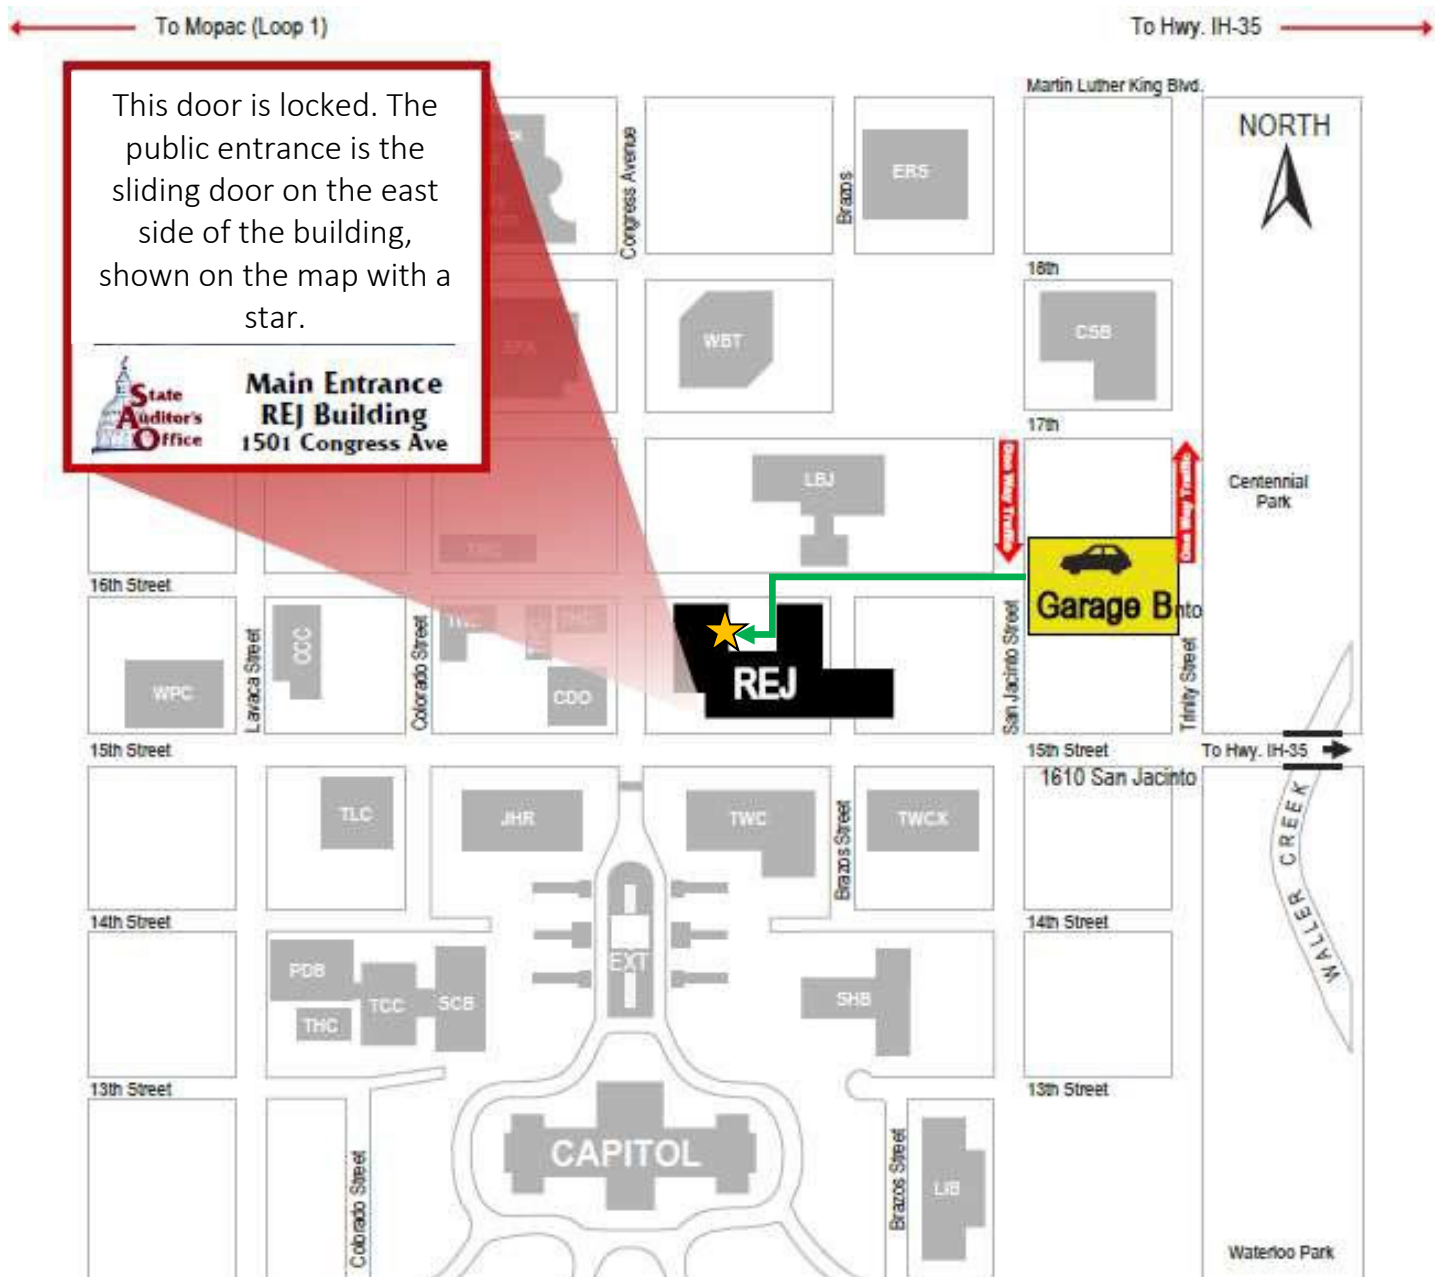 To Mopac (Loop 1)
To Hwy. IH-35
This door is locked. The
public entrance is the
sliding door on the east
side of the building,
shown on the map with a
star.
State
Auditor's
Office
Main Entrance
REJ Building
1501 Congress Ave
Martin Luther King Blvd.
NORTH
Congress Avenue
Brazos
ERS
18th
WBT
CSB
17th
One Way Traffic
One Way Traffic
LBJ
Centennial
Park
16th Street
Garage B
nto
Lavaca Street
CCC
Colorado Street
WPC
CDO
REJ
San Jacinto Street
Trinity Street
15th Street
15th Street
To Hwy. IH-35
1610 San Jacinto
TLC
JHR
TWC
Brazos Street
TWCX
WALLER CREEK
14th Street
14th Street
EXT
PDB
TCC
SCB
THC
SHB
13th Street
13th Street
CAPITOL
Colorado Street
Brazos Street
LIB
Waterloo Park